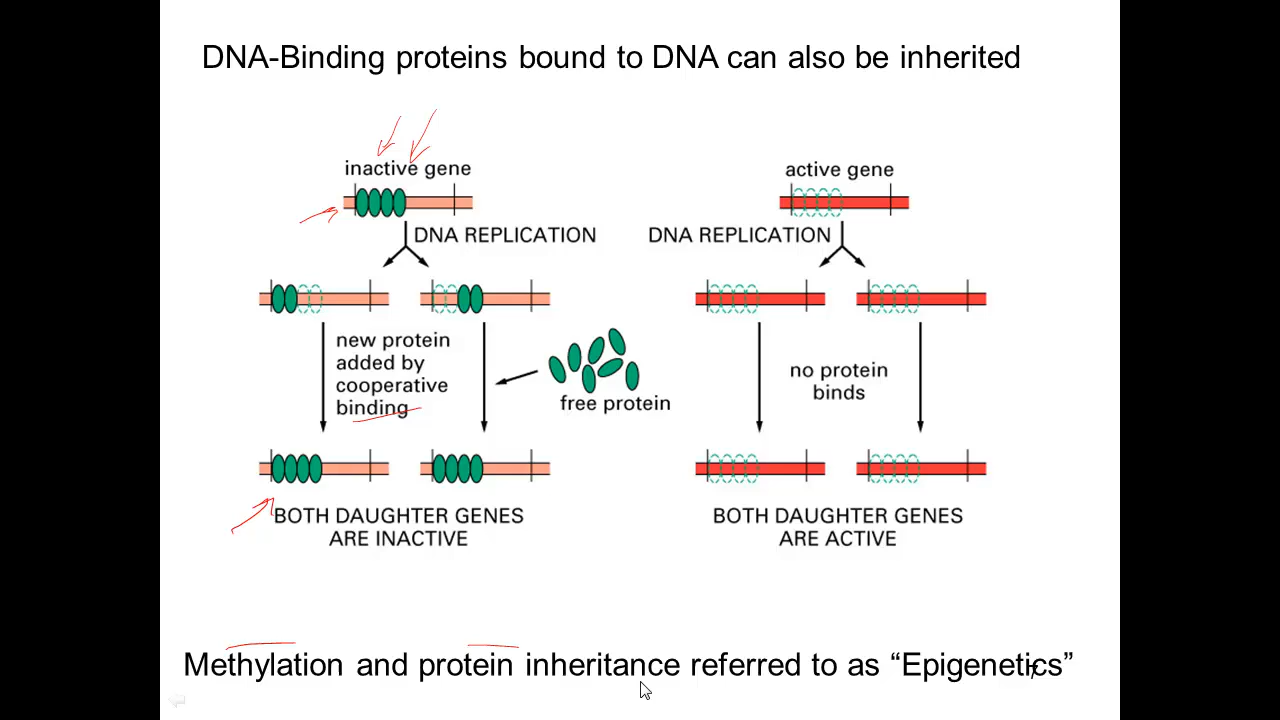 DNA-Binding proteins bound to DNA can also be inherited
inactive gene
active gene
DNA REPLICATION
DNA REPLICATION
new protein
added by
cooperative
binding
free protein
no protein
binds
BOTH DAUGHTER GENES
ARE INACTIVE
BOTH DAUGHTER GENES
ARE ACTIVE
Methylation and protein inheritance referred to as “Epigenetics”
7